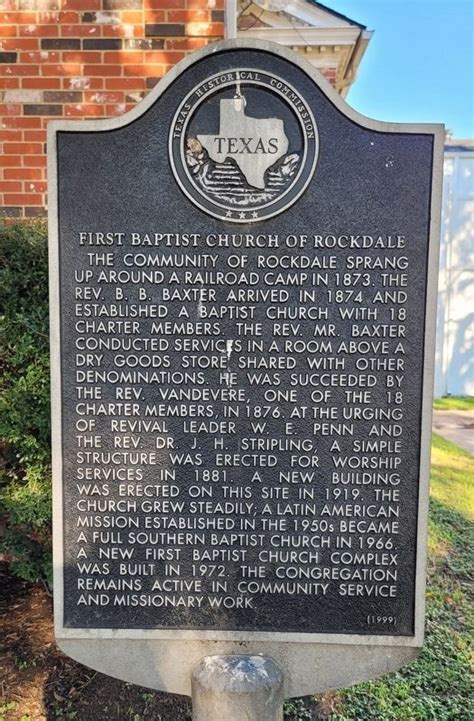 TEXAS HISTORICAL COMMISSION
TEXAS
FIRST BAPTIST CHURCH OF ROCKDALE
THE COMMUNITY OF ROCKDALE SPRANG
UP AROUND A RAILROAD CAMP IN 1873. THE
REV. B. B. BAXTER ARRIVED IN 1874 AND
ESTABLISHED A BAPTIST CHURCH WITH 18
CHARTER MEMBERS. THE REV. MR. BAXTER
CONDUCTED SERVICES IN A ROOM ABOVE A
DRY GOODS STORE SHARED WITH OTHER
DENOMINATIONS. HE WAS SUCCEEDED BY
THE REV. VANDEVERE, ONE OF THE 18
CHARTER MEMBERS, IN 1876. AT THE URGING
OF REVIVAL LEADER W. E. PENN AND
THE REV. DR. J. H. STRIPLING, A SIMPLE
STRUCTURE WAS ERECTED FOR WORSHIP
SERVICES IN 1881. A NEW BUILDING
WAS ERECTED ON THIS SITE IN 1919. THE
CHURCH GREW STEADILY; A LATIN AMERICAN
MISSION ESTABLISHED IN THE 1950s BECAME
A FULL SOUTHERN BAPTIST CHURCH IN 1966.
A NEW FIRST BAPTIST CHURCH COMPLEX
WAS BUILT IN 1972. THE CONGREGATION
REMAINS ACTIVE IN COMMUNITY SERVICE
AND MISSIONARY WORK
(1999)